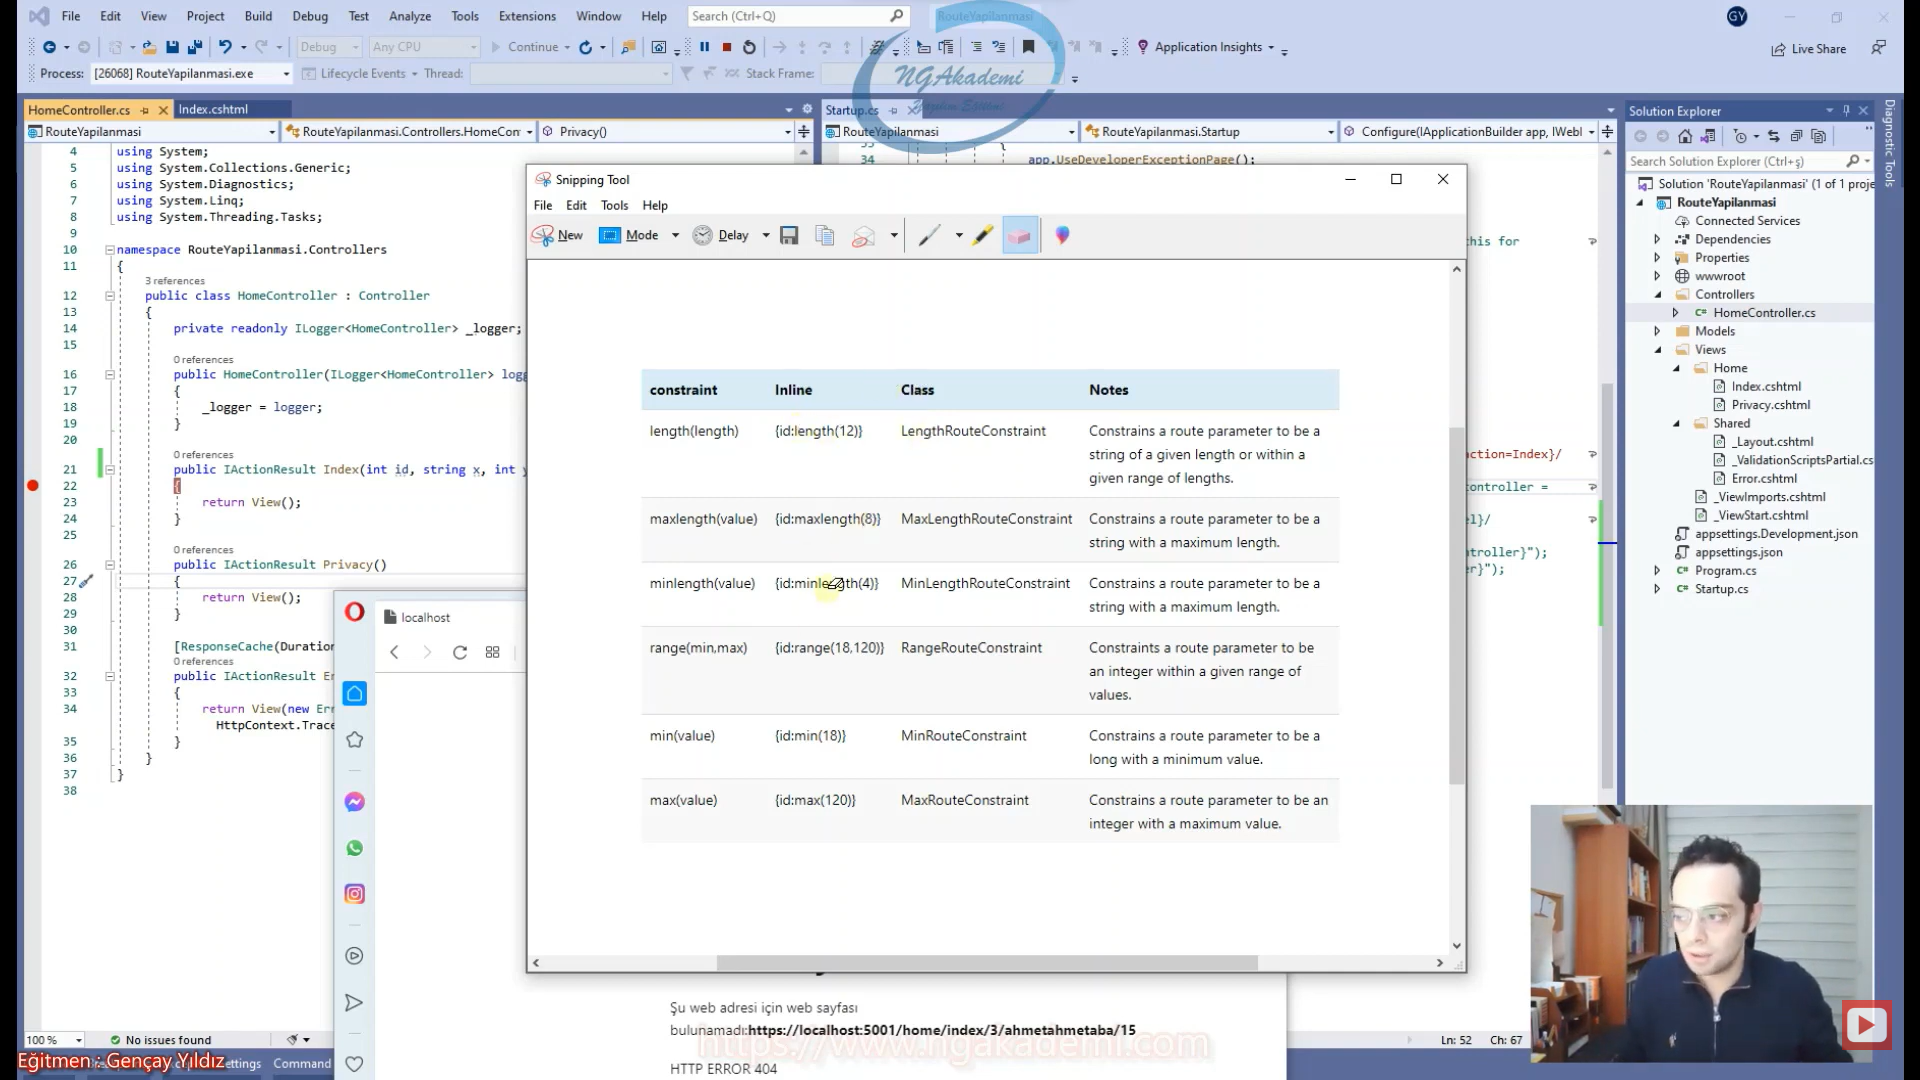 File Edit View Project Build Debug Test Analyze Tools Extensions Window Help Search (Ctrl+Q) RouteYapilanmasi GY
Debug Any CPU Continue Application Insights Live Share
Process: [26068] RouteYapilanmasi.exe Lifecycle Events Thread: Stack Frame:
NGAkademi
Yazılım Eğitimi
HomeController.cs Index.cshtml
Startup.cs
RouteYapilanmasi RouteYapilanmasi.Controllers.HomeCon Privacy()
RouteYapilanmasi RouteYapilanmasi.Startup Configure(IApplicationBuilder app, IWebl
4 using System;
5 using System.Collections.Generic;
6 using System.Diagnostics;
7 using System.Linq;
8 using System.Threading.Tasks;
9
10 namespace RouteYapilanmasi.Controllers
11 {
3 references
12 public class HomeController : Controller
13 {
14 private readonly ILogger<HomeController> _logger;
15
0 references
16 public HomeController(ILogger<HomeController> logg
17 {
18 _logger = logger;
19 }
20
0 references
21 public IActionResult Index(int id, string x, int y
22 {
23 return View();
24 }
25
0 references
26 public IActionResult Privacy()
27 {
28 return View();
29 }
30
31 [ResponseCache(Duration
0 references
32 public IActionResult Er
33 {
34 return View(new Err
HttpContext.Trace
35 }
36 }
37 }
38
34 app.UseDeveloperExceptionPage();
this for
action=Index}/
controller =
el}/
ontroller}");
er}");
Snipping Tool
File Edit Tools Help
New Mode Delay
constraint Inline Class Notes
length(length) {id:length(12)} LengthRouteConstraint Constrains a route parameter to be a
string of a given length or within a
given range of lengths.
maxlength(value) {id:maxlength(8)} MaxLengthRouteConstraint Constrains a route parameter to be a
string with a maximum length.
minlength(value) {id:minlength(4)} MinLengthRouteConstraint Constrains a route parameter to be a
string with a maximum length.
range(min,max) {id:range(18,120)} RangeRouteConstraint Constraints a route parameter to be
an integer within a given range of
values.
min(value) {id:min(18)} MinRouteConstraint Constrains a route parameter to be a
long with a minimum value.
max(value) {id:max(120)} MaxRouteConstraint Constrains a route parameter to be an
integer with a maximum value.
localhost
Şu web adresi için web sayfası
bulunamadı:https://localhost:5001/home/index/3/ahmetahmetaba/15
https://www.ngakademi.com
HTTP ERROR 404
Solution Explorer
Search Solution Explorer (Ctrl+ş)
Solution 'RouteYapilanmasi' (1 of 1 proje
RouteYapilanmasi
Connected Services
Dependencies
Properties
wwwroot
Controllers
HomeController.cs
Models
Views
Home
Index.cshtml
Privacy.cshtml
Shared
_Layout.cshtml
_ValidationScriptsPartial.cs
Error.cshtml
_ViewImports.cshtml
_ViewStart.cshtml
appsettings.Development.json
appsettings.json
Program.cs
Startup.cs
Diagnostic Tools
100 % No issues found
Ln: 52 Ch: 67
Eğitmen : Gençay Yıldız
ettings Command